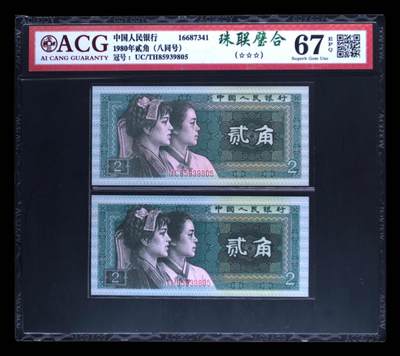 ACG
AI CANG GUARANTY
中国人民银行 16687341
1980年贰角（八同号）
冠号：UC/TH85939805
珠联璧合
(☆☆☆)
67 EPQ
Superb Gem Unc
中国人民银行
贰角
2 2
UC85939805
中国人民银行
贰角
2 2
TH85939805